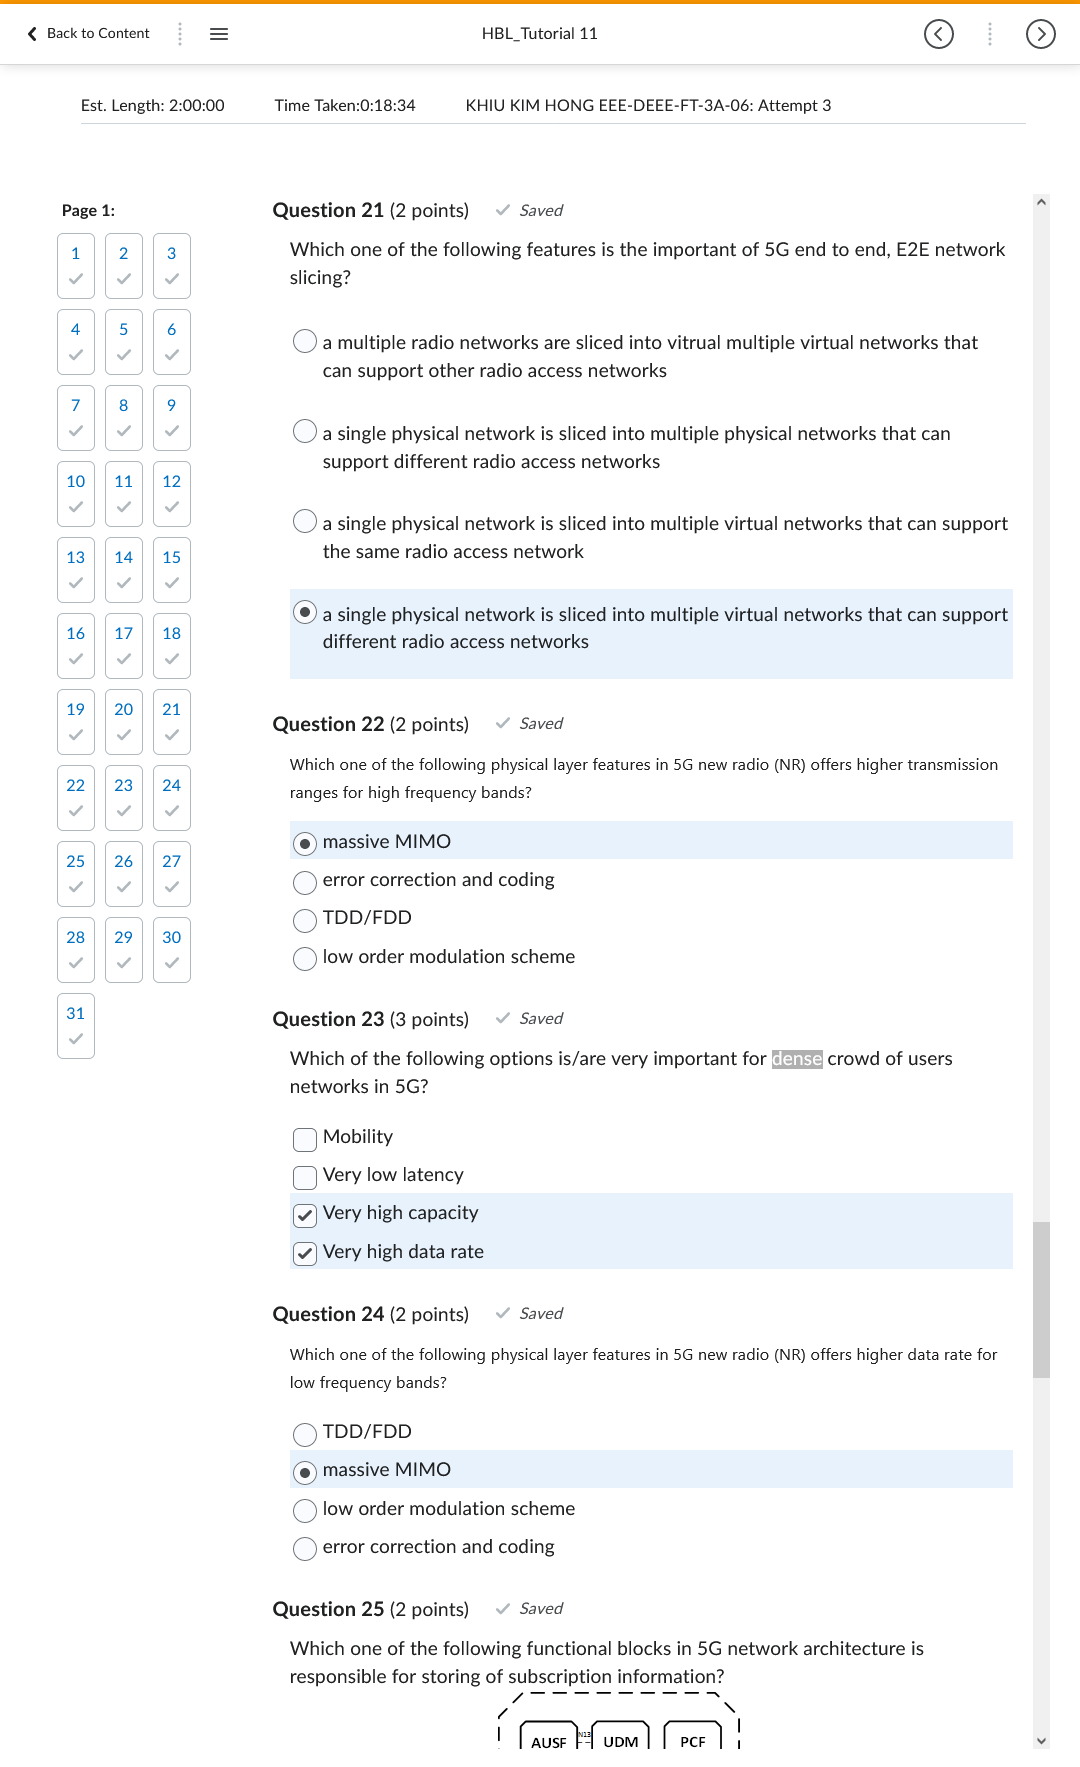 Back to Content
HBL_Tutorial 11
Est. Length: 2:00:00 Time Taken:0:18:34 KHIU KIM HONG EEE-DEEE-FT-3A-06: Attempt 3
Page 1:
1 2 3
4 5 6
7 8 9
10 11 12
13 14 15
16 17 18
19 20 21
22 23 24
25 26 27
28 29 30
31
Question 21 (2 points) Saved
Which one of the following features is the important of 5G end to end, E2E network
slicing?
a multiple radio networks are sliced into vitrual multiple virtual networks that
can support other radio access networks
a single physical network is sliced into multiple physical networks that can
support different radio access networks
a single physical network is sliced into multiple virtual networks that can support
the same radio access network
a single physical network is sliced into multiple virtual networks that can support
different radio access networks
Question 22 (2 points) Saved
Which one of the following physical layer features in 5G new radio (NR) offers higher transmission
ranges for high frequency bands?
massive MIMO
error correction and coding
TDD/FDD
low order modulation scheme
Question 23 (3 points) Saved
Which of the following options is/are very important for dense crowd of users
networks in 5G?
Mobility
Very low latency
Very high capacity
Very high data rate
Question 24 (2 points) Saved
Which one of the following physical layer features in 5G new radio (NR) offers higher data rate for
low frequency bands?
TDD/FDD
massive MIMO
low order modulation scheme
error correction and coding
Question 25 (2 points) Saved
Which one of the following functional blocks in 5G network architecture is
responsible for storing of subscription information?
AUSF N13 UDM PCF